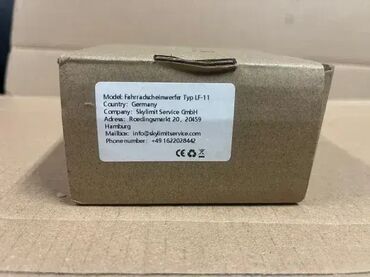 Model: Fahrradscheinwerfer Typ LF-11
Country: Germany
Company: Skylimit Service GmbH
Adress: Roedingsmarkt 20, 20459
Hamburg
Mailbox: info@skylimitservice.com
Phone number: +49 1622028442
CE